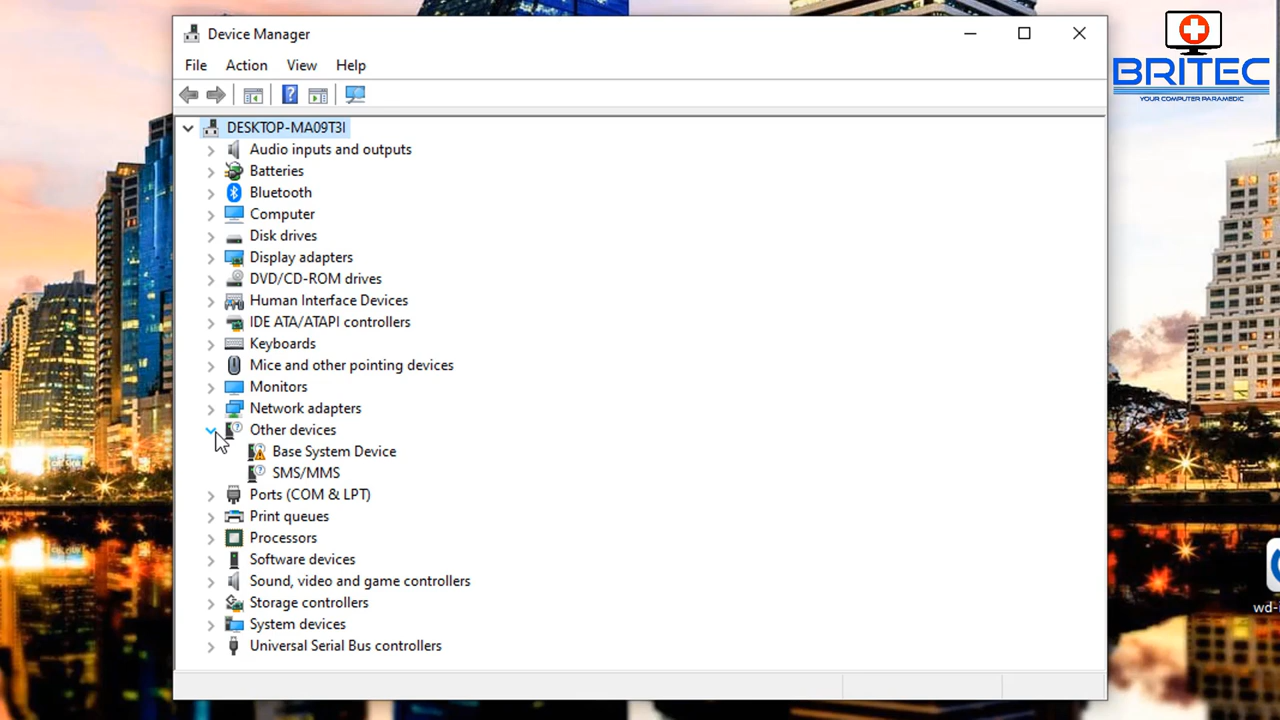 Device Manager
BRITEC
YOUR COMPUTER PARAMEDIC
File Action View Help
DESKTOP-MA09T3I
Audio inputs and outputs
Batteries
Bluetooth
Computer
Disk drives
Display adapters
DVD/CD-ROM drives
Human Interface Devices
IDE ATA/ATAPI controllers
Keyboards
Mice and other pointing devices
Monitors
Network adapters
Other devices
Base System Device
SMS/MMS
Ports (COM & LPT)
Print queues
Processors
Software devices
Sound, video and game controllers
Storage controllers
System devices
Universal Serial Bus controllers